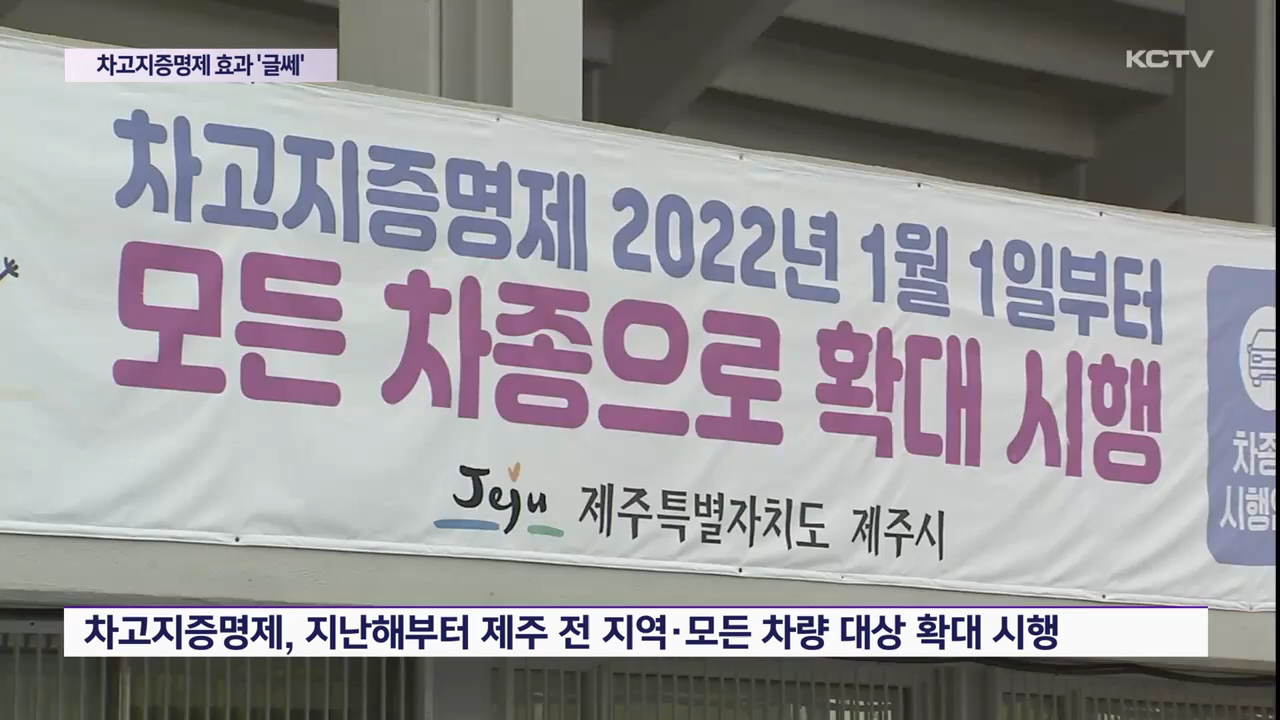 차고지증명제 효과 '글쎄'
KCTV
차고지증명제 2022년 1월 1일부터
모든 차종으로 확대 시행
Jeju 제주특별자치도 제주시
차종
시행
차고지증명제, 지난해부터 제주 전 지역·모든 차량 대상 확대 시행